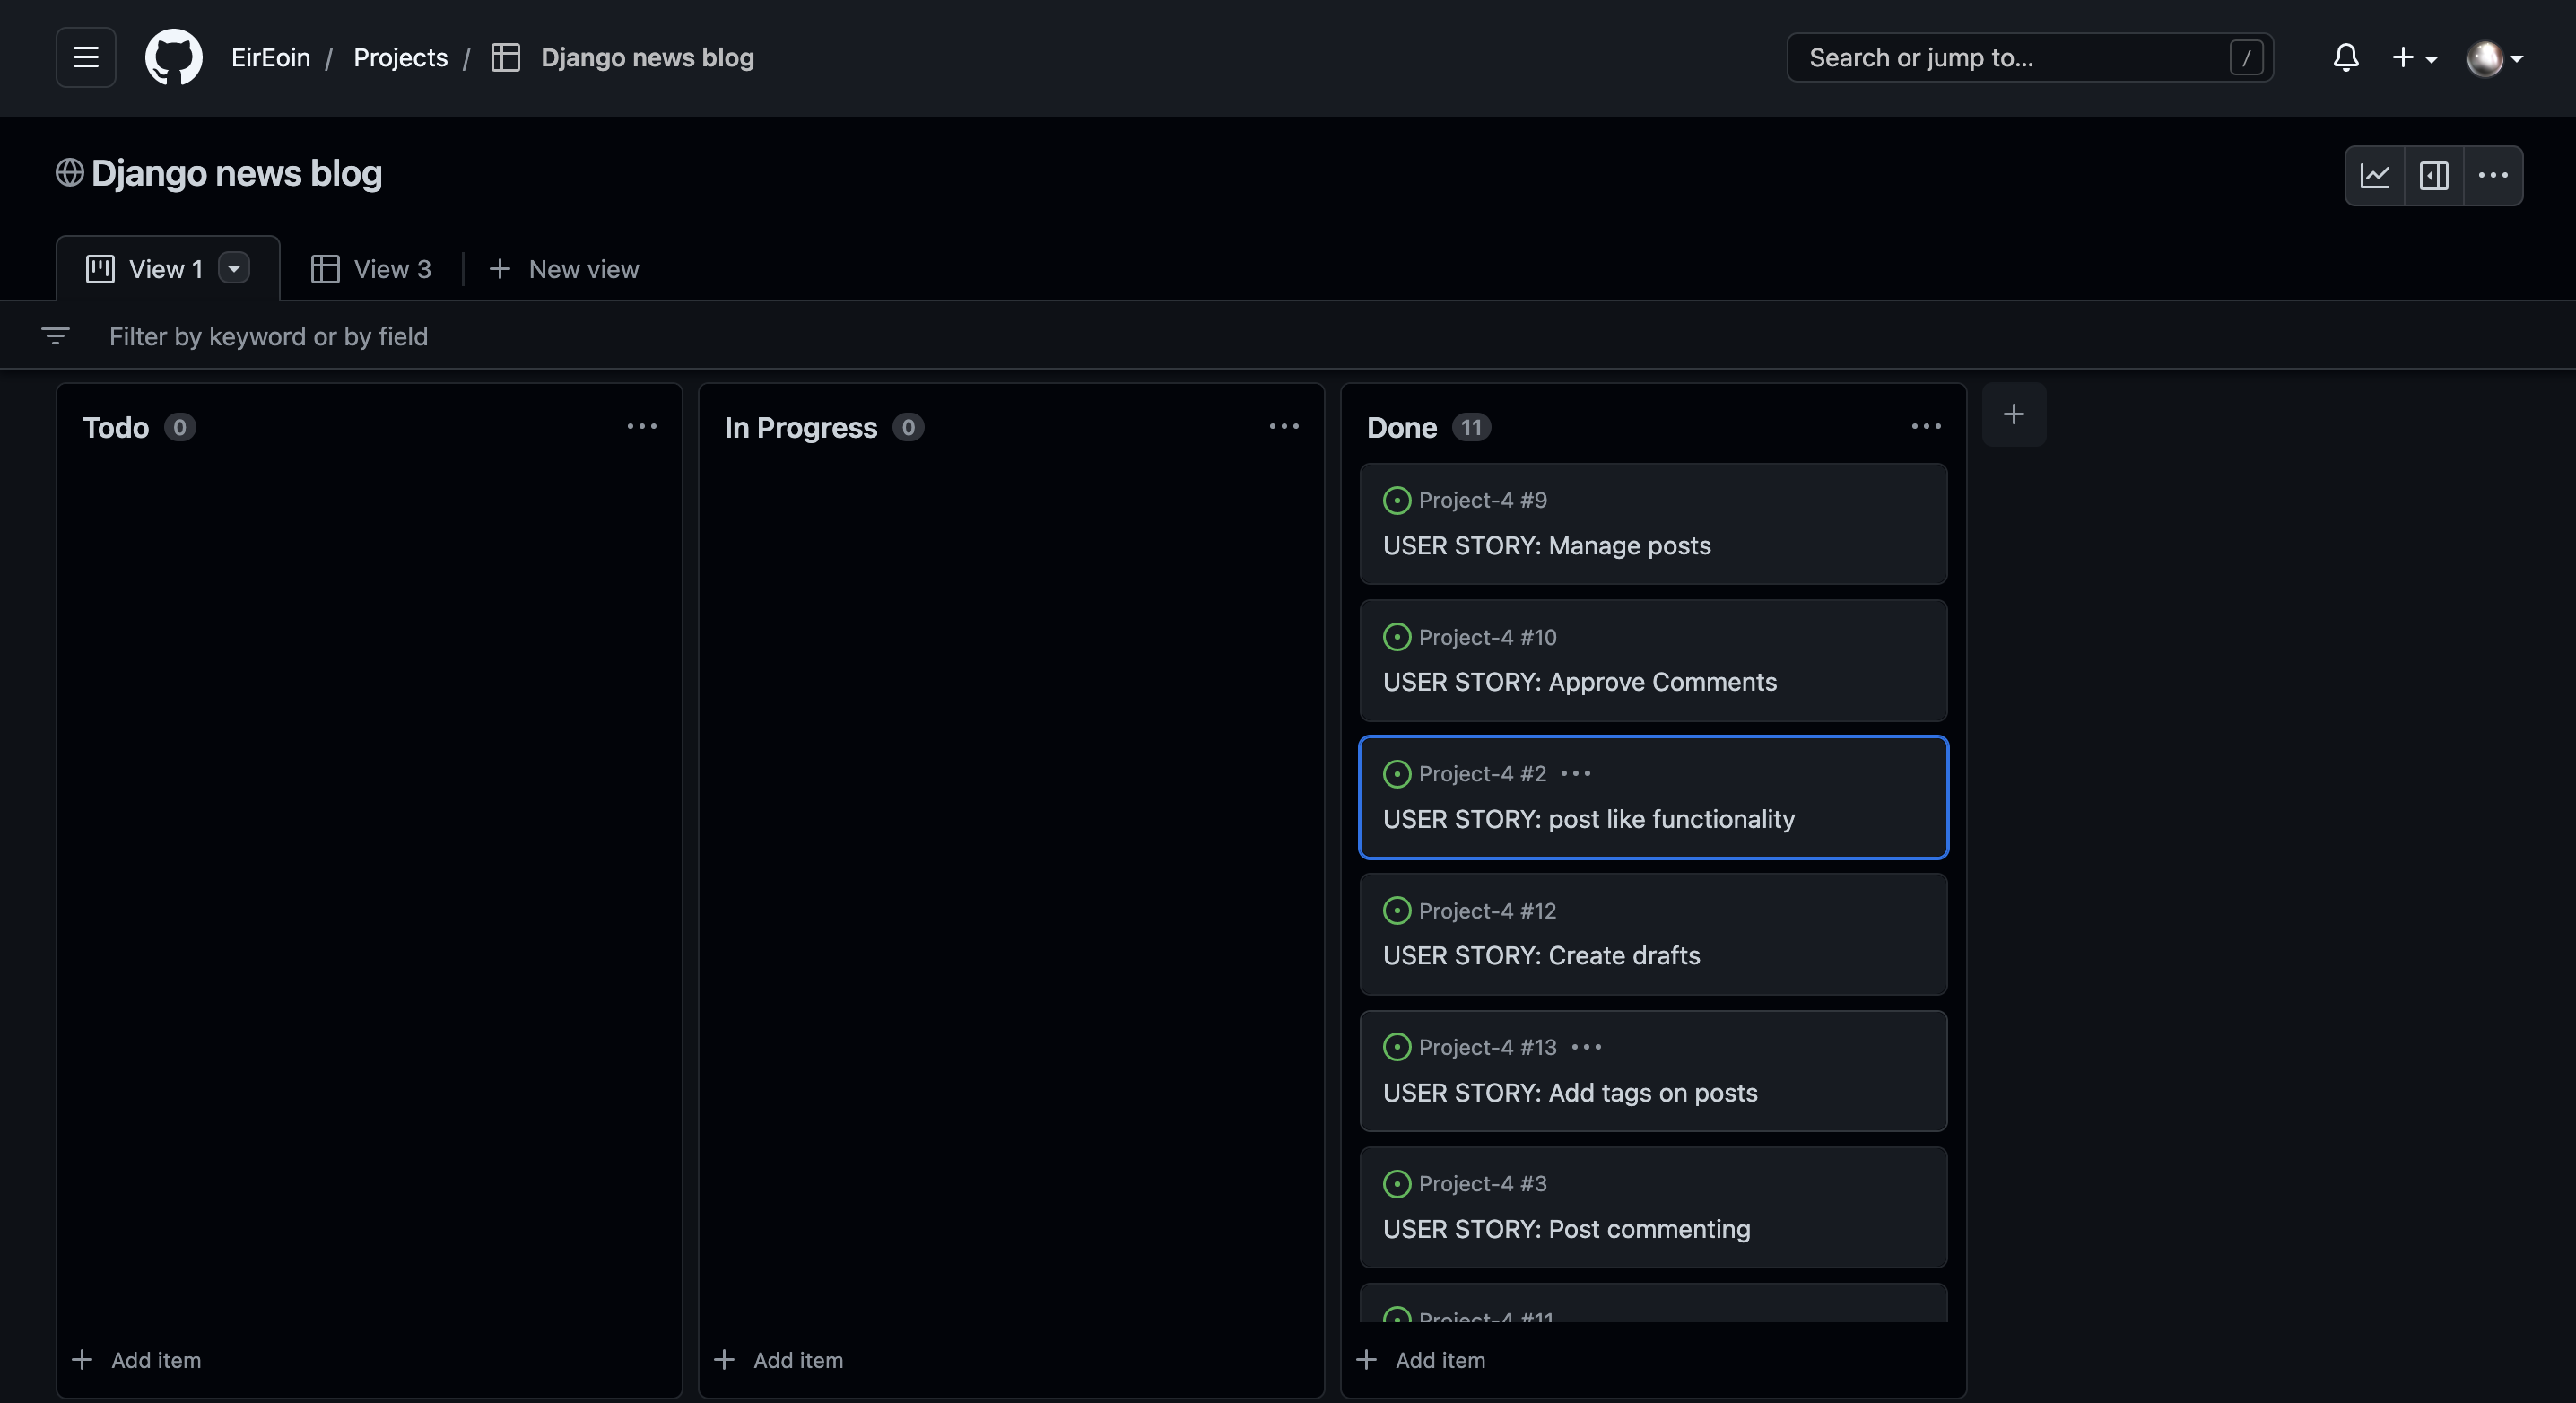 EirEoin / Projects / Django news blog
Search or jump to... /
Django news blog
View 1 View 3 New view
Filter by keyword or by field
Todo 0
In Progress 0
Done 11
Project-4 #9
USER STORY: Manage posts
Project-4 #10
USER STORY: Approve Comments
Project-4 #2
USER STORY: post like functionality
Project-4 #12
USER STORY: Create drafts
Project-4 #13
USER STORY: Add tags on posts
Project-4 #3
USER STORY: Post commenting
Project-4 #11
Add item
Add item
Add item